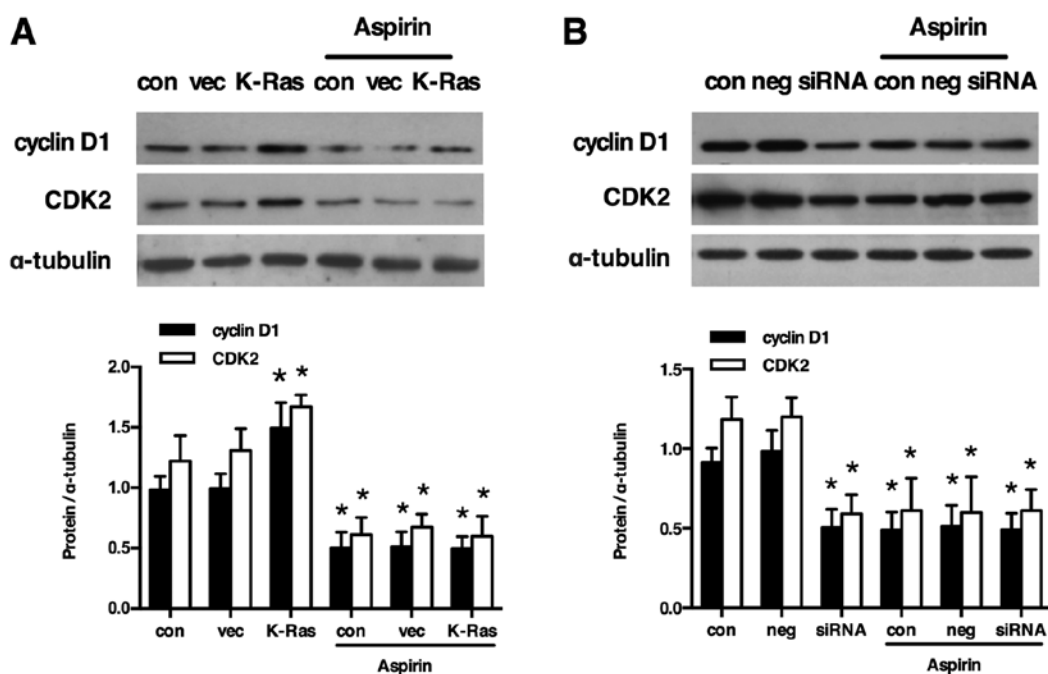 A
Aspirin
con vec K-Ras con vec K-Ras
cyclin D1
CDK2
α-tubulin
cyclin D1
CDK2
2.0
1.5
1.0
0.5
0.0
Protein / α-tubulin
* * * * * * * *
con vec K-Ras con vec K-Ras
Aspirin
B
Aspirin
con neg siRNA con neg siRNA
cyclin D1
CDK2
α-tubulin
cyclin D1
CDK2
1.5
1.0
0.5
0.0
Protein / α-tubulin
* * * * * * * *
con neg siRNA con neg siRNA
Aspirin